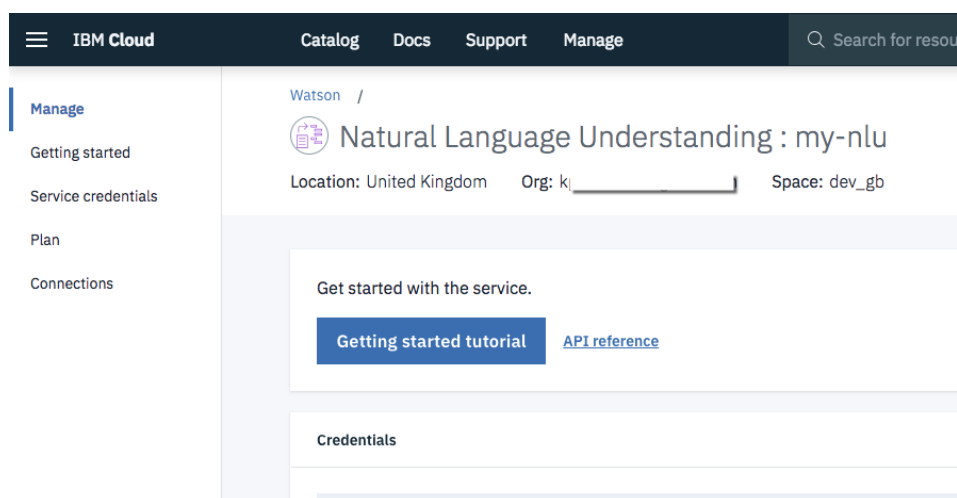 IBM Cloud Catalog Docs Support Manage Search for resou
Manage
Getting started
Service credentials
Plan
Connections
Watson /
Natural Language Understanding : my-nlu
Location: United Kingdom Org: k Space: dev_gb
Get started with the service.
Getting started tutorial API reference
Credentials